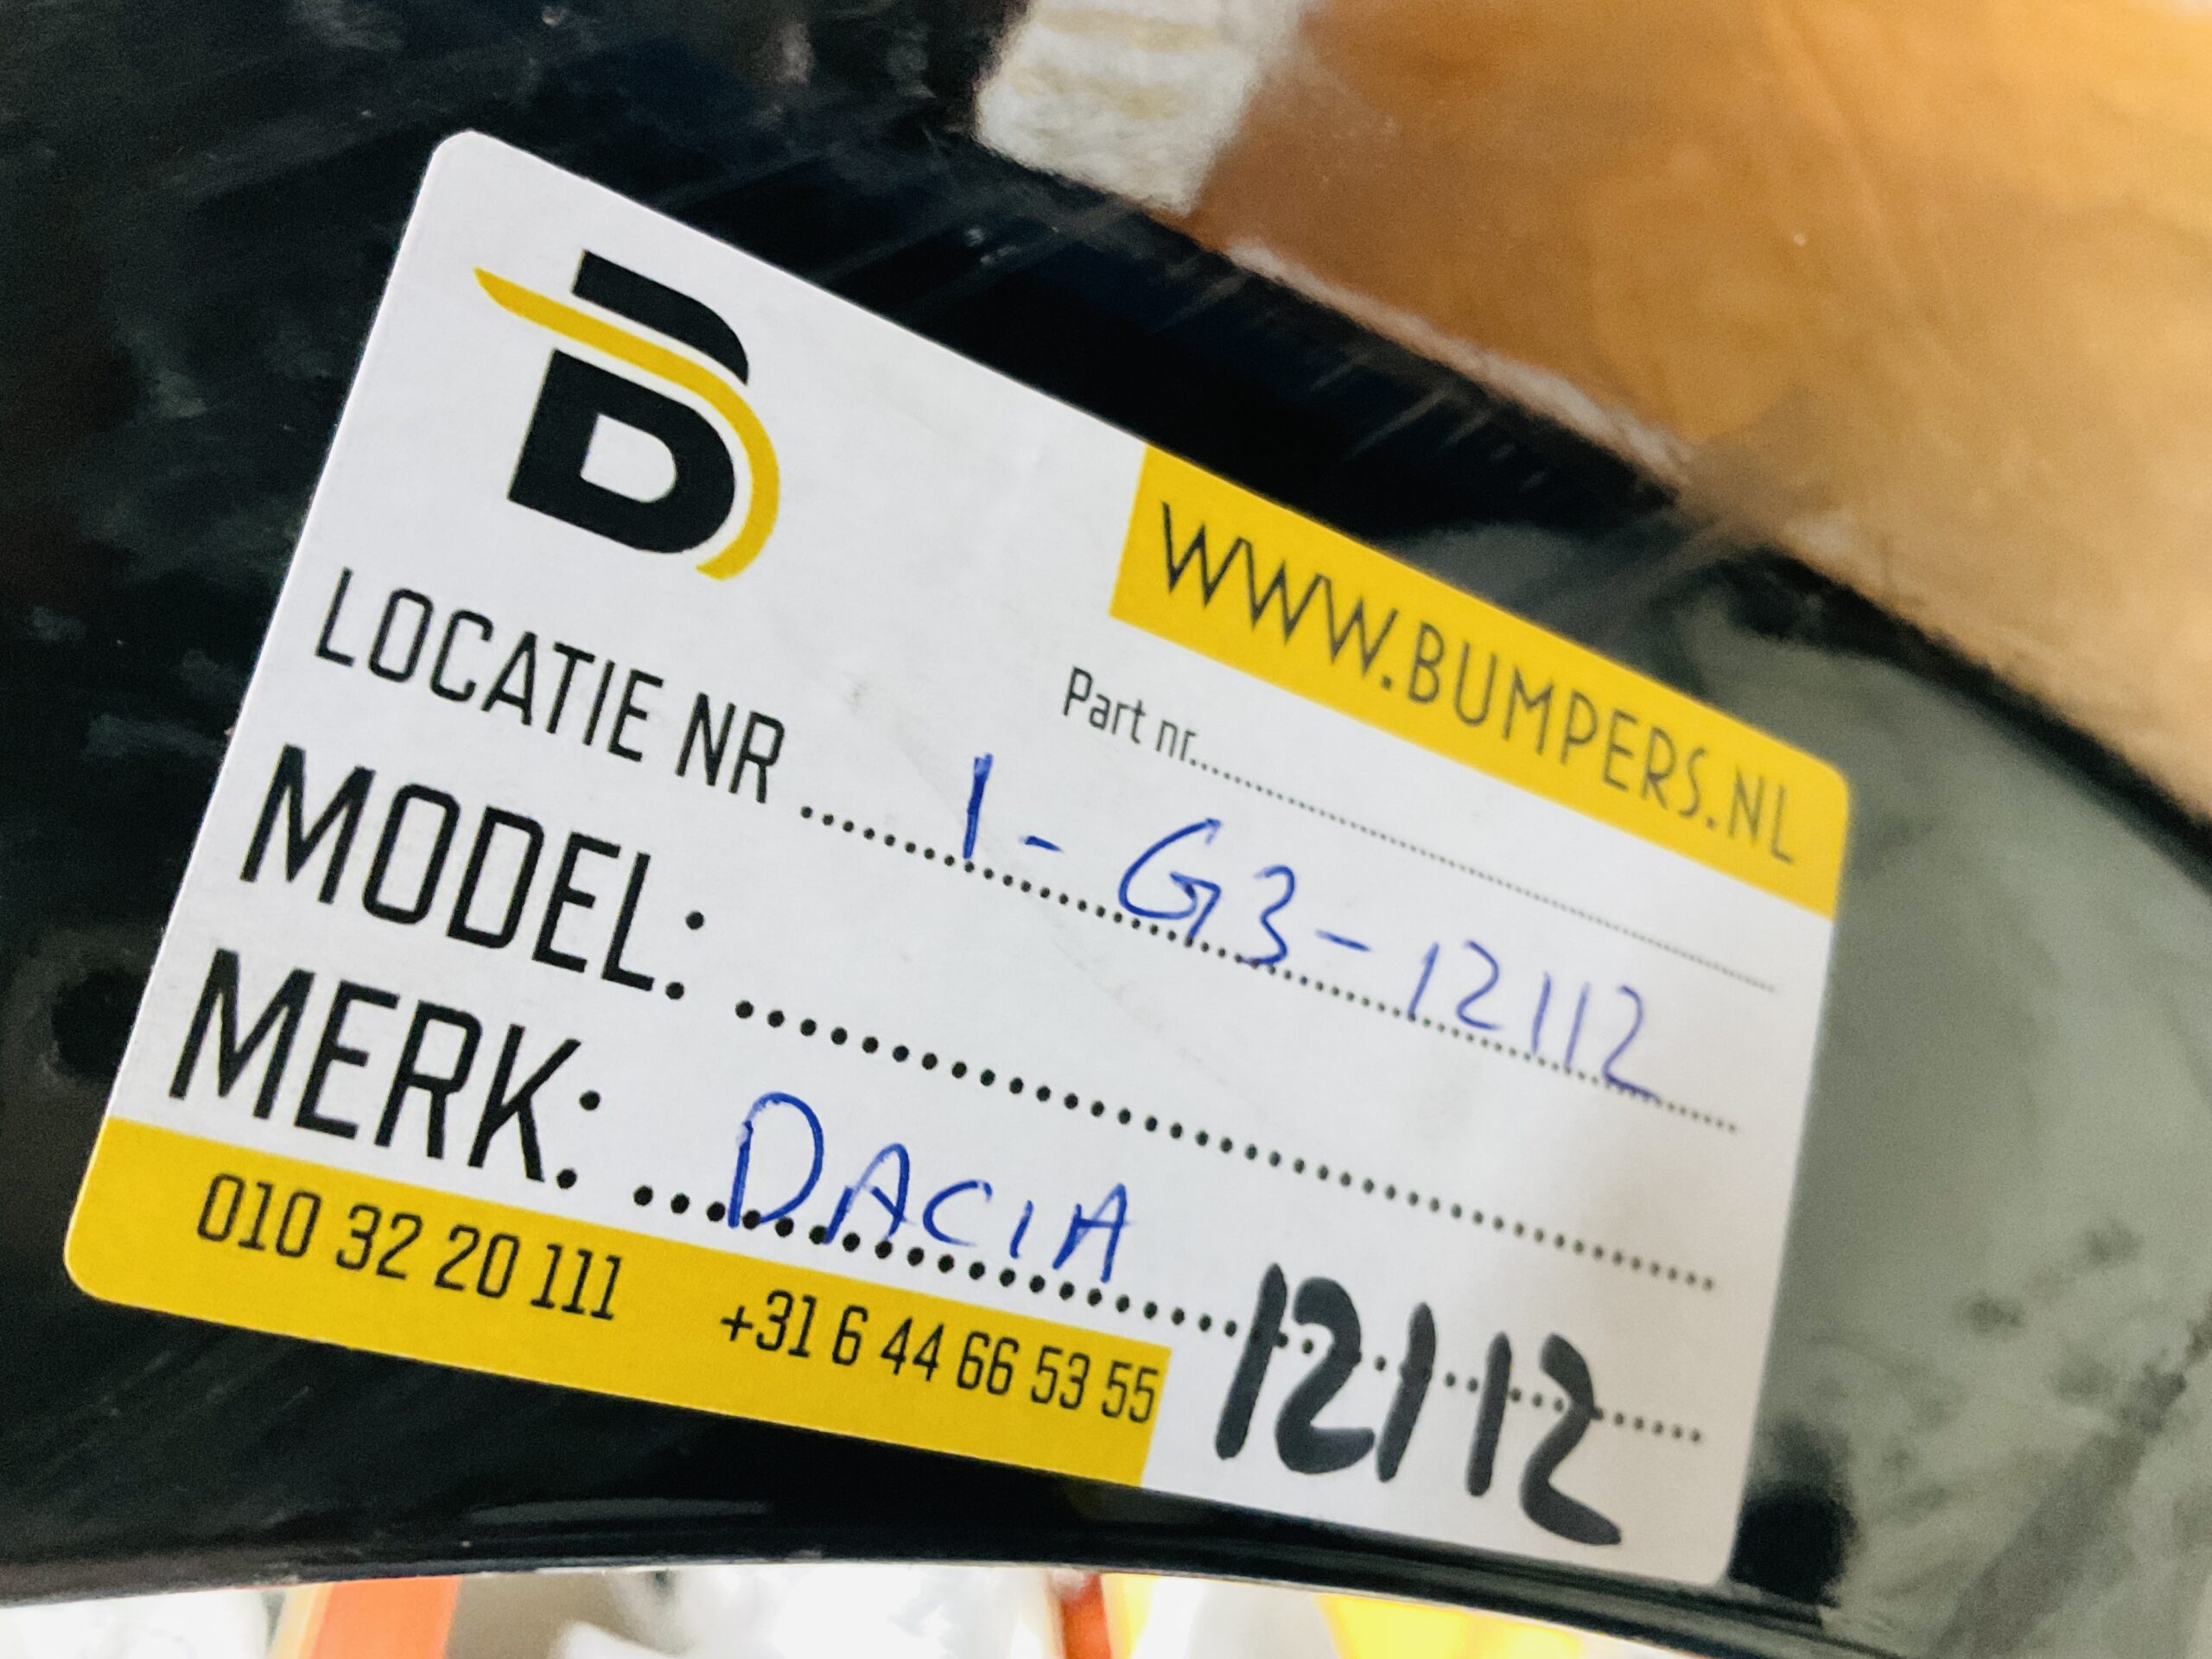 B
WWW.BUMPERS.NL
Part nr..............................
LOCATIE NR ........ 1 - G3 - 12112
MODEL: ..............................
MERK: ... DACIA
12112
010 32 20 111 +31 6 44 66 53 55